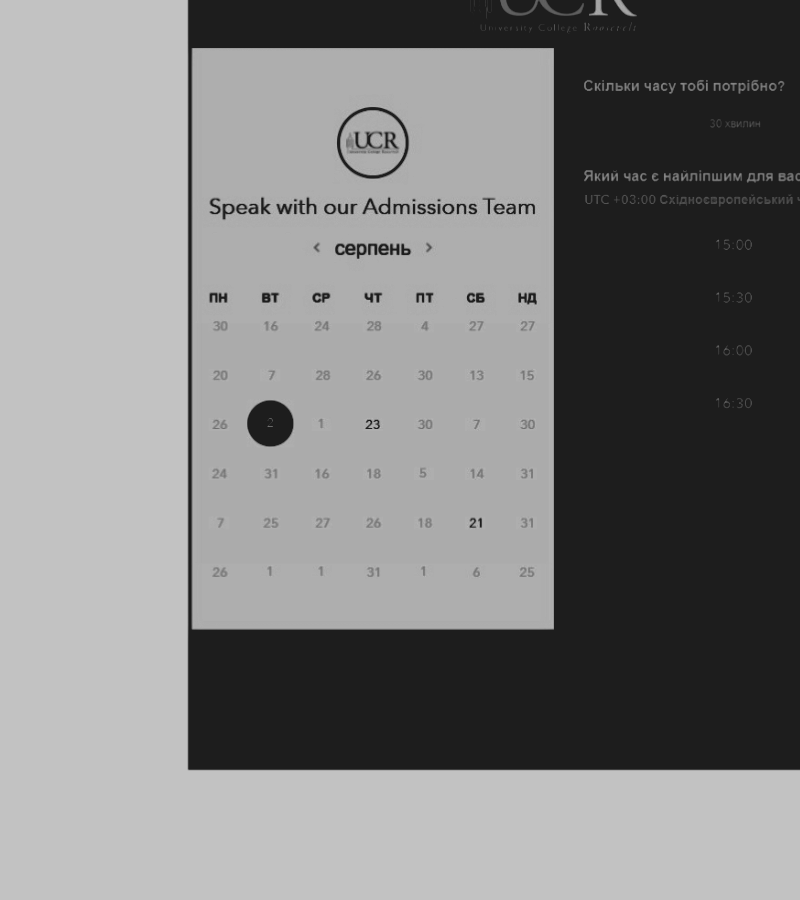 UCR
University College Roosevelt
UCR
Speak with our Admissions Team
серпень
ПН ВТ СР ЧТ ПТ СБ НД
30 16 24 28 4 27 27
20 7 28 26 30 13 15
26 2 1 23 30 7 30
24 31 16 18 5 14 31
7 25 27 26 18 21 31
26 1 1 31 1 6 25
Скільки часу тобі потрібно?
30 хвилин
Який час є найліпшим для вас
UTC +03:00 Східноєвропейський
15:00
15:30
16:00
16:30